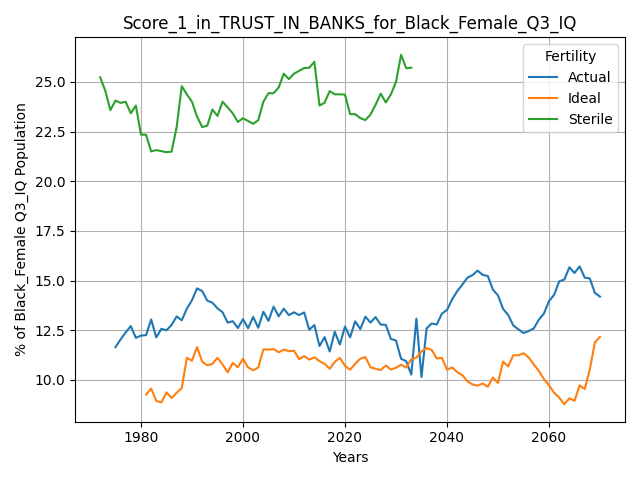 Score_1_in_TRUST_IN_BANKS_for_Black_Female_Q3_IQ
% of Black_Female Q3_IQ Population
25.0
22.5
20.0
17.5
15.0
12.5
10.0
Fertility
Actual
Ideal
Sterile
1980
2000
2020
2040
2060
Years